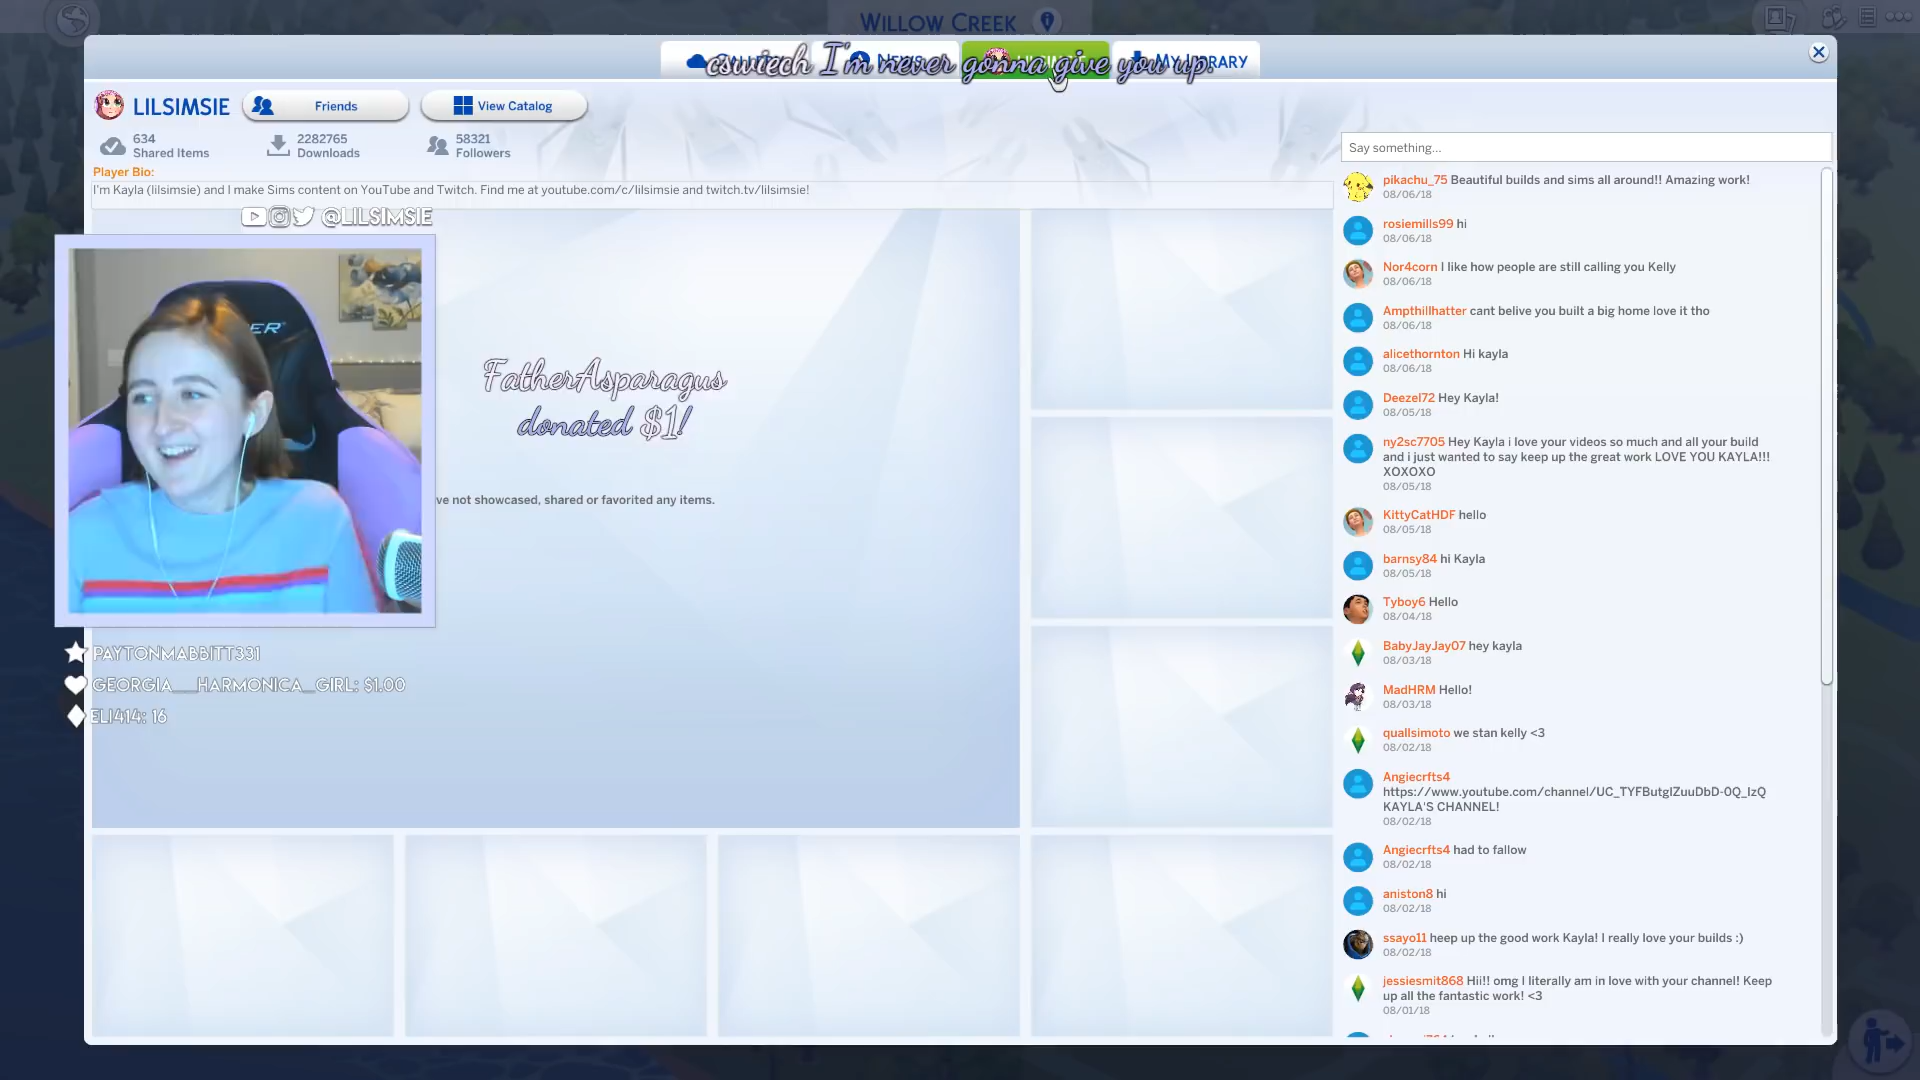 WILLOW CREEK
cswiech I'm never gonna give you up.
MY LIBRARY
LILSIMSIE
Friends
View Catalog
634
Shared Items
2282765
Downloads
58321
Followers
Player Bio:
I'm Kayla (lilsimsie) and I make Sims content on YouTube and Twitch. Find me at youtube.com/c/lilsimsie and twitch.tv/lilsimsie!
@LILSIMSIE
FatherAsparagus
donated $1!
ve not showcased, shared or favorited any items.
PAYTONMABBITT331
GEORGIA__HARMONICA_GIRL: $1.00
ELI414: 16
Say something...
pikachu_75 Beautiful builds and sims all around!! Amazing work!
08/06/18
rosiemills99 hi
08/06/18
Nor4corn I like how people are still calling you Kelly
08/06/18
Ampthillhatter cant belive you built a big home love it tho
08/06/18
alicethornton Hi kayla
08/06/18
Deezel72 Hey Kayla!
08/05/18
ny2sc7705 Hey Kayla i love your videos so much and all your build
and i just wanted to say keep up the great work LOVE YOU KAYLA!!!
XOXOXO
08/05/18
KittyCatHDF hello
08/05/18
barnsy84 hi Kayla
08/05/18
Tyboy6 Hello
08/04/18
BabyJayJay07 hey kayla
08/03/18
MadHRM Hello!
08/03/18
quallsimoto we stan kelly <3
08/02/18
Angiecrfts4
https://www.youtube.com/channel/UC_TYFButgIZuuDbD-0Q_IzQ
KAYLA'S CHANNEL!
08/02/18
Angiecrfts4 had to fallow
08/02/18
aniston8 hi
08/02/18
ssayo11 heep up the good work Kayla! I really love your builds :)
08/02/18
jessiesmit868 Hii!! omg I literally am in love with your channel! Keep
up all the fantastic work! <3
08/01/18